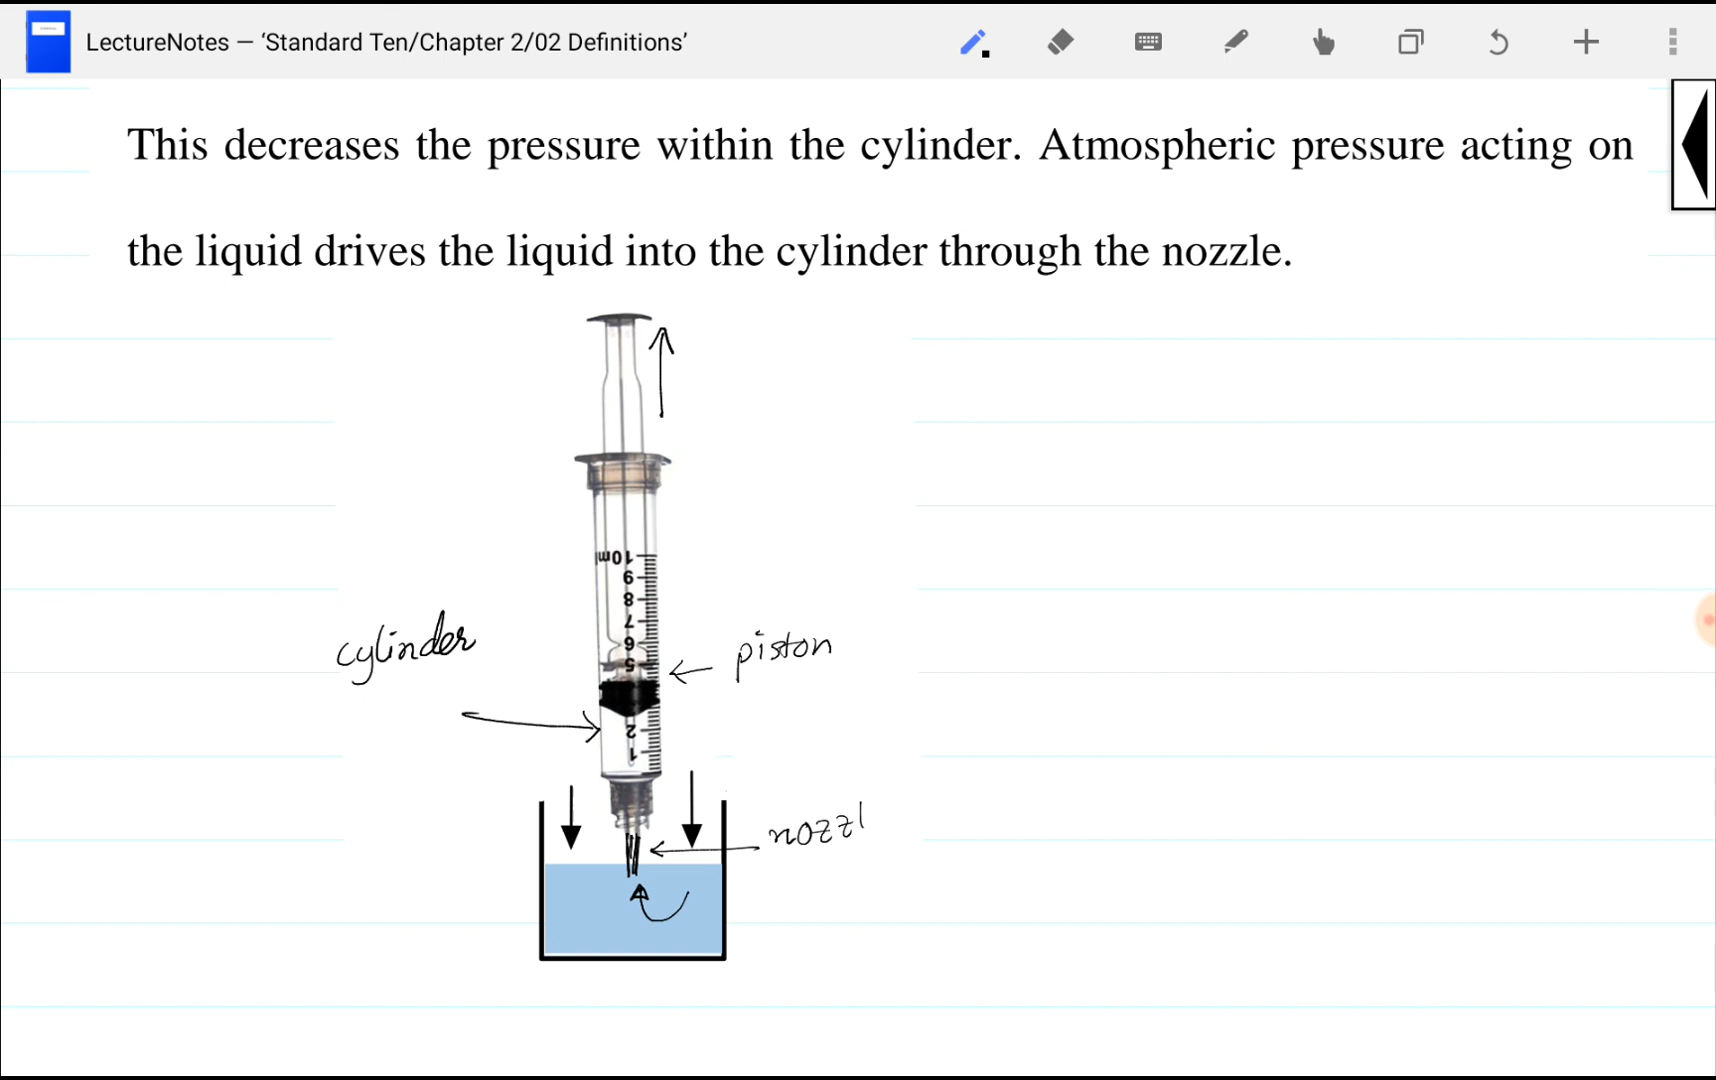 LectureNotes — ‘Standard Ten/Chapter 2/02 Definitions’
This decreases the pressure within the cylinder. Atmospheric pressure acting on
the liquid drives the liquid into the cylinder through the nozzle.
10ml
9
8
7
6
5
2
1
cylinder
piston
nozzl